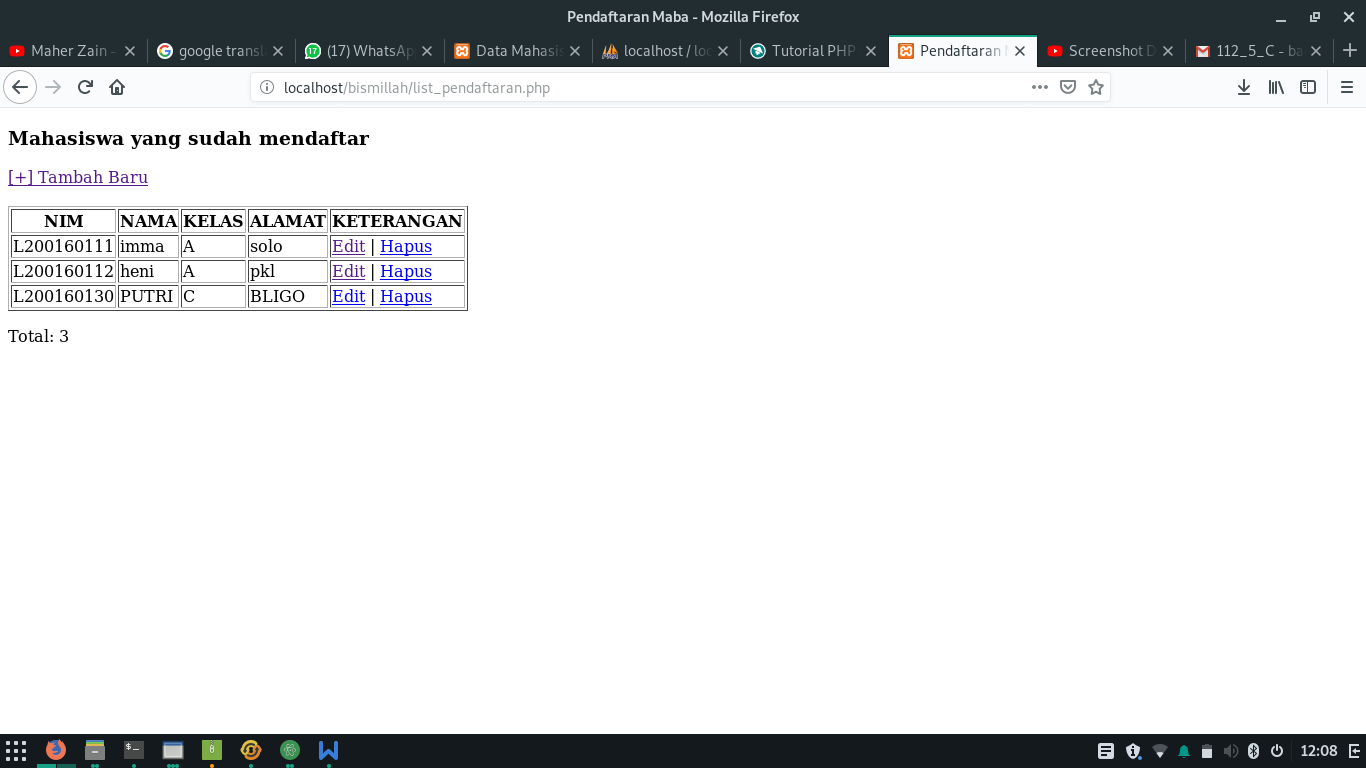 Pendaftaran Maba - Mozilla Firefox
Maher Zain -
google transl
(17) WhatsAp
Data Mahasis
localhost / loc
Tutorial PHP
Pendaftaran
Screenshot D
112_5_C - ba
localhost/bismillah/list_pendaftaran.php
Mahasiswa yang sudah mendaftar
[+] Tambah Baru
NIM NAMA KELAS ALAMAT KETERANGAN
L200160111 imma A solo Edit | Hapus
L200160112 heni A pkl Edit | Hapus
L200160130 PUTRI C BLIGO Edit | Hapus
Total: 3
12:08